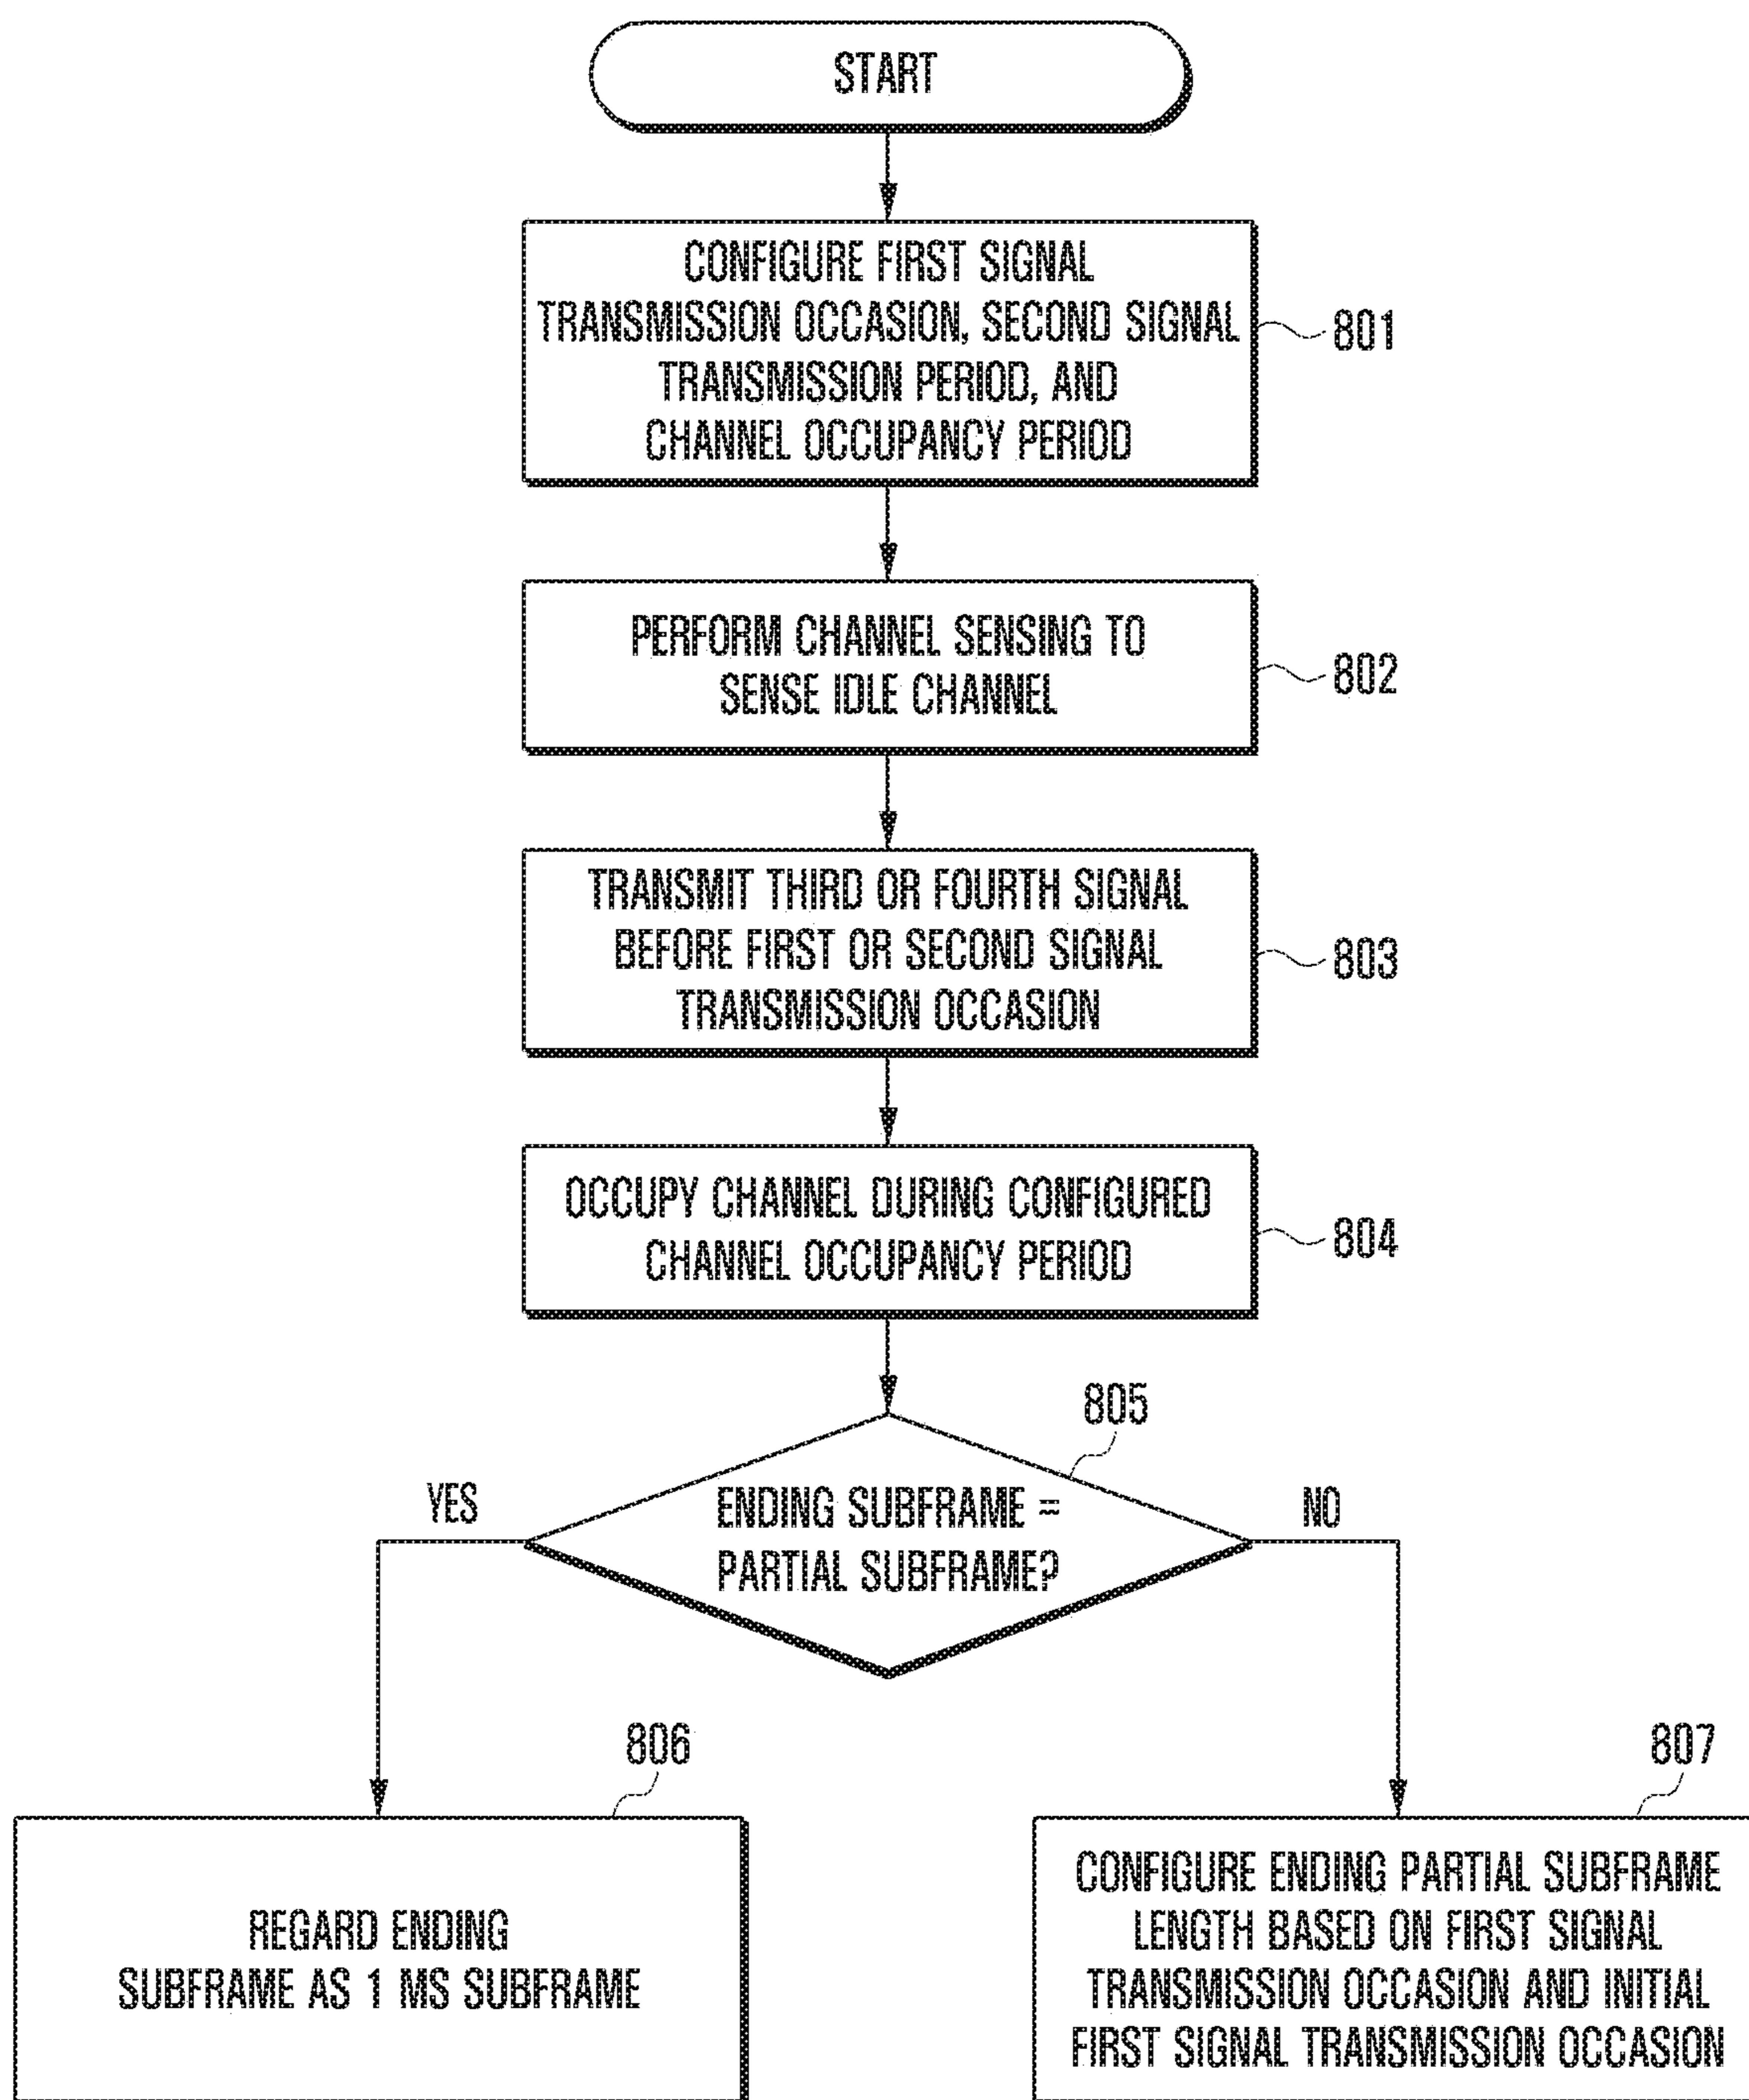 START
CONFIGURE FIRST SIGNAL
TRANSMISSION OCCASION, SECOND SIGNAL
TRANSMISSION PERIOD, AND
CHANNEL OCCUPANCY PERIOD
801
PERFORM CHANNEL SENSING TO
SENSE IDLE CHANNEL
802
TRANSMIT THIRD OR FOURTH SIGNAL
BEFORE FIRST OR SECOND SIGNAL
TRANSMISSION OCCASION
803
OCCUPY CHANNEL DURING CONFIGURED
CHANNEL OCCUPANCY PERIOD
804
805
YES
ENDING SUBFRAME =
PARTIAL SUBFRAME?
NO
806
REGARD ENDING
SUBFRAME AS 1 MS SUBFRAME
807
CONFIGURE ENDING PARTIAL SUBFRAME
LENGTH BASED ON FIRST SIGNAL
TRANSMISSION OCCASION AND INITIAL
FIRST SIGNAL TRANSMISSION OCCASION